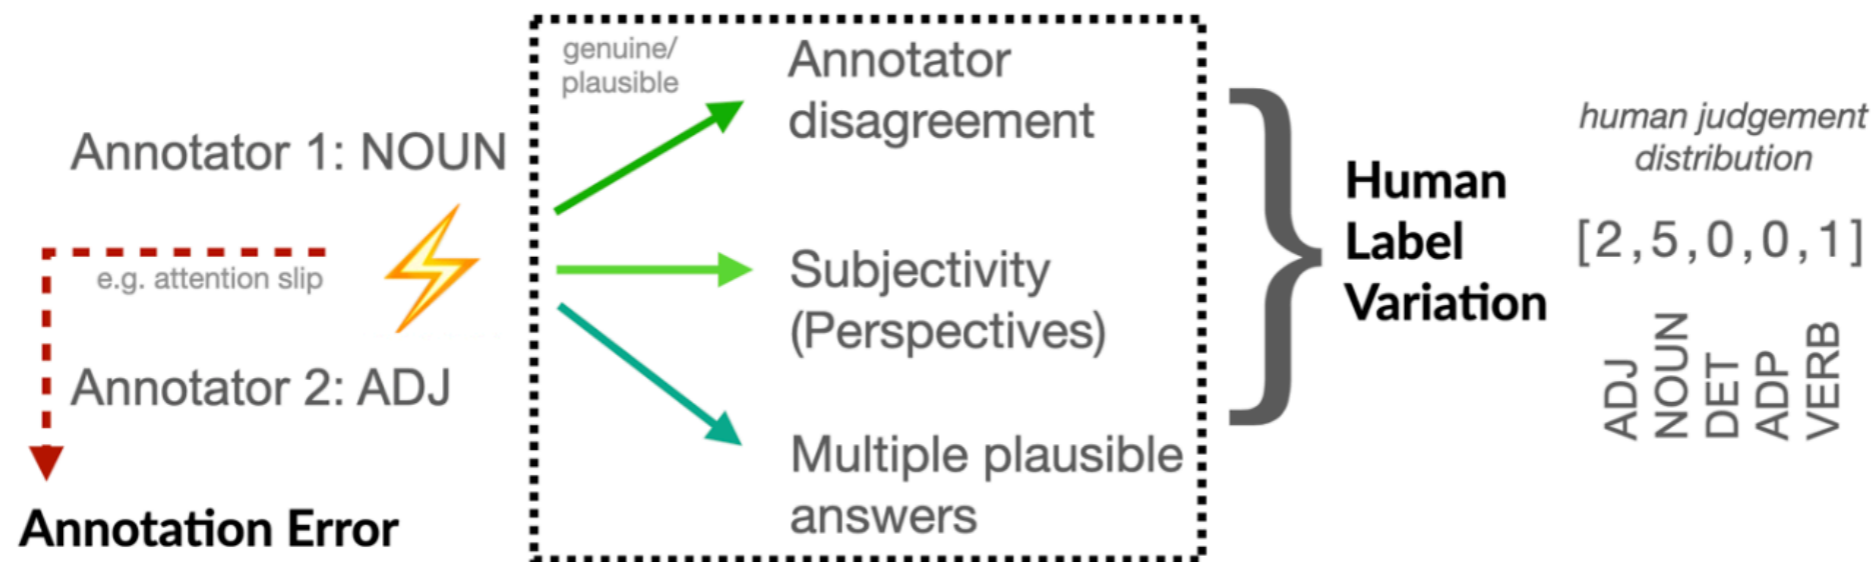 Annotator 1: NOUN
e.g. attention slip
Annotator 2: ADJ
Annotation Error
genuine/
plausible
Annotator
disagreement
Subjectivity
(Perspectives)
Multiple plausible
answers
Human
Label
Variation
human judgement
distribution
[2,5,0,0,1]
ADJ
NOUN
DET
ADP
VERB